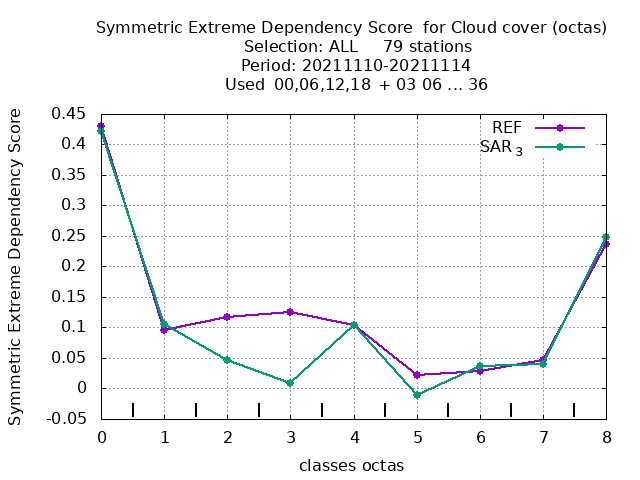 Symmetric Extreme Dependency Score for Cloud cover (octas)
Selection: ALL 79 stations
Period: 20211110-20211114
Used 00,06,12,18 + 03 06 ... 36
REF
SAR 3
Symmetric Extreme Dependency Score
0.45
0.4
0.35
0.3
0.25
0.2
0.15
0.1
0.05
0
-0.05
0 1 2 3 4 5 6 7 8
classes octas